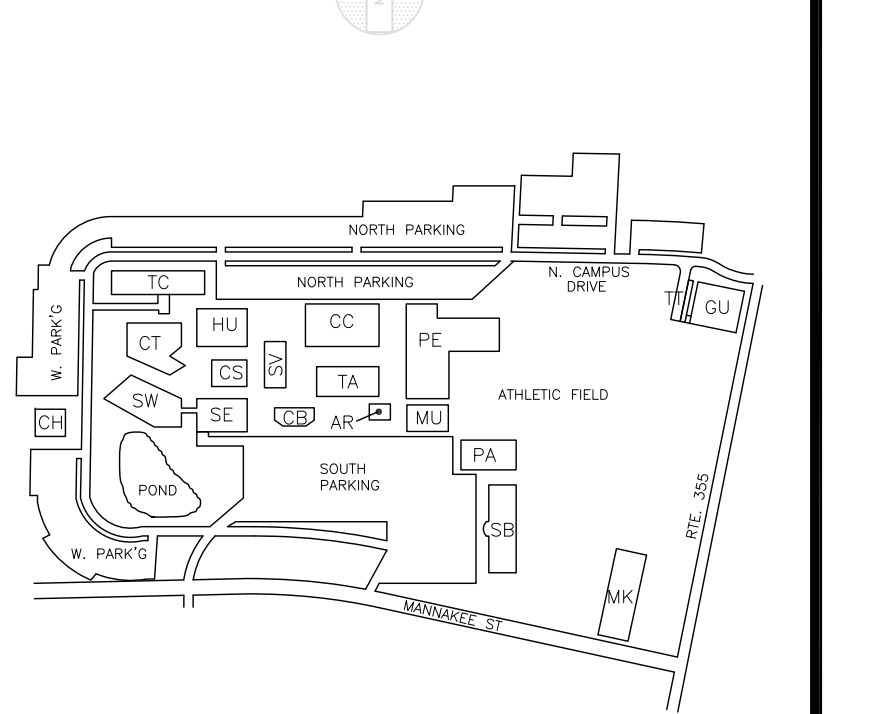 N
NORTH PARKING
N. CAMPUS
DRIVE
TC
NORTH PARKING
TT
GU
W. PARK'G
HU
CC
CT
PE
SV
CS
TA
ATHLETIC FIELD
SW
SE
CB
AR
MU
CH
PA
SOUTH
PARKING
POND
RTE. 355
SB
W. PARK'G
MK
MANNAKEE ST